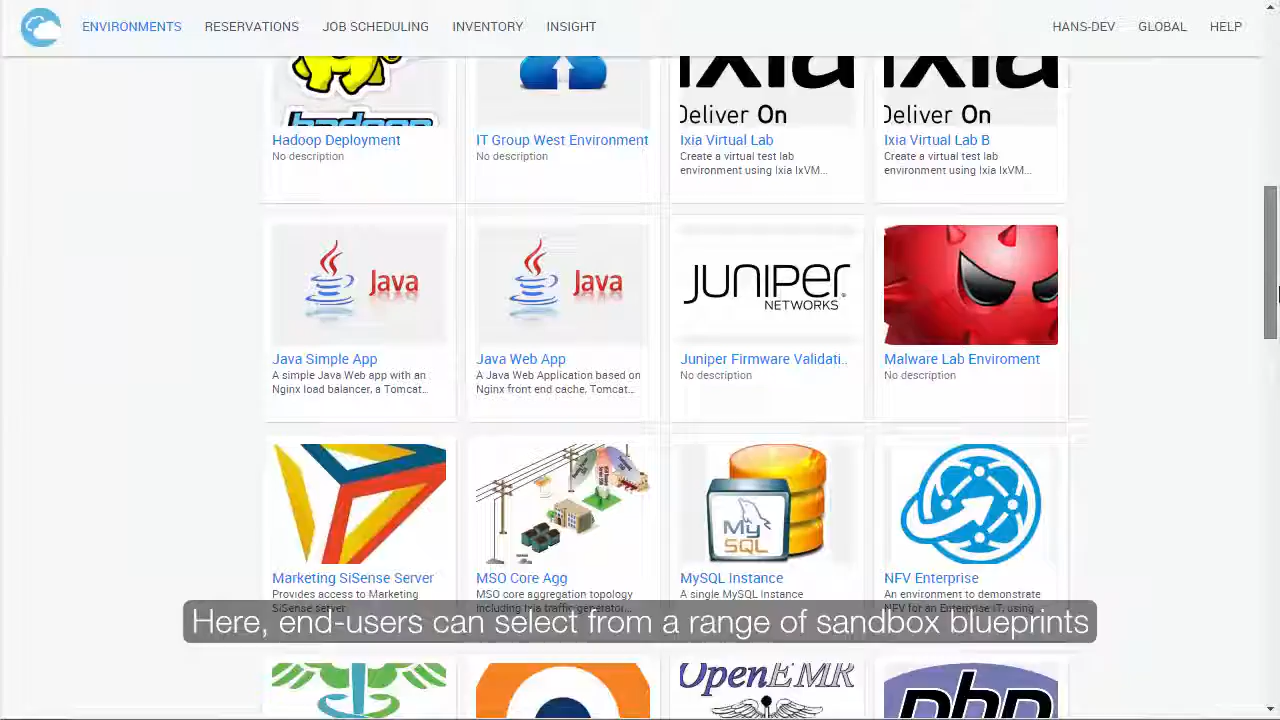 ENVIRONMENTS RESERVATIONS JOB SCHEDULING INVENTORY INSIGHT HANS-DEV GLOBAL HELP
hadoop
ixia
Deliver On
ixia
Deliver On
Hadoop Deployment
No description
IT Group West Environment
No description
Ixia Virtual Lab
Create a virtual test lab
environment using Ixia IxVM...
Ixia Virtual Lab B
Create a virtual test lab
environment using Ixia IxVM...
Java
Java Simple App
A simple Java Web app with an
Nginx load balancer, a Tomcat...
Java
Java Web App
A Java Web Application based on
Nginx front end cache, Tomcat...
JUNIPER
NETWORKS
Juniper Firmware Validati..
No description
Malware Lab Enviroment
No description
Marketing SiSense Server
Provides access to Marketing
SiSense server
MSO Core Agg
MSO core aggregation topology
including Ixia traffic generator...
My
SQL
MySQL Instance
A single MySQL Instance
NFV Enterprise
An environment to demonstrate
NFV for an Enterprise IT, using
Here, end-users can select from a range of sandbox blueprints
OpenEMR
php